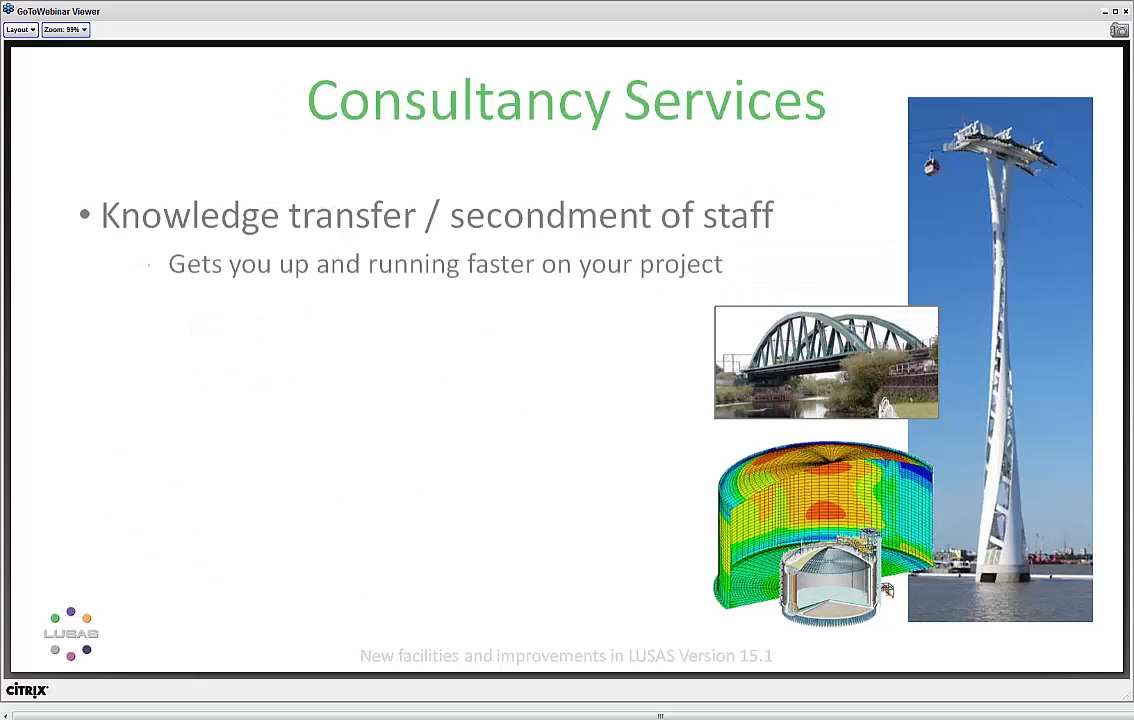 GoToWebinar Viewer
Layout
Zoom: 99%
Consultancy Services
• Knowledge transfer / secondment of staff
Gets you up and running faster on your project
LUSAS
New facilities and improvements in LUSAS Version 15.1
CITRIX